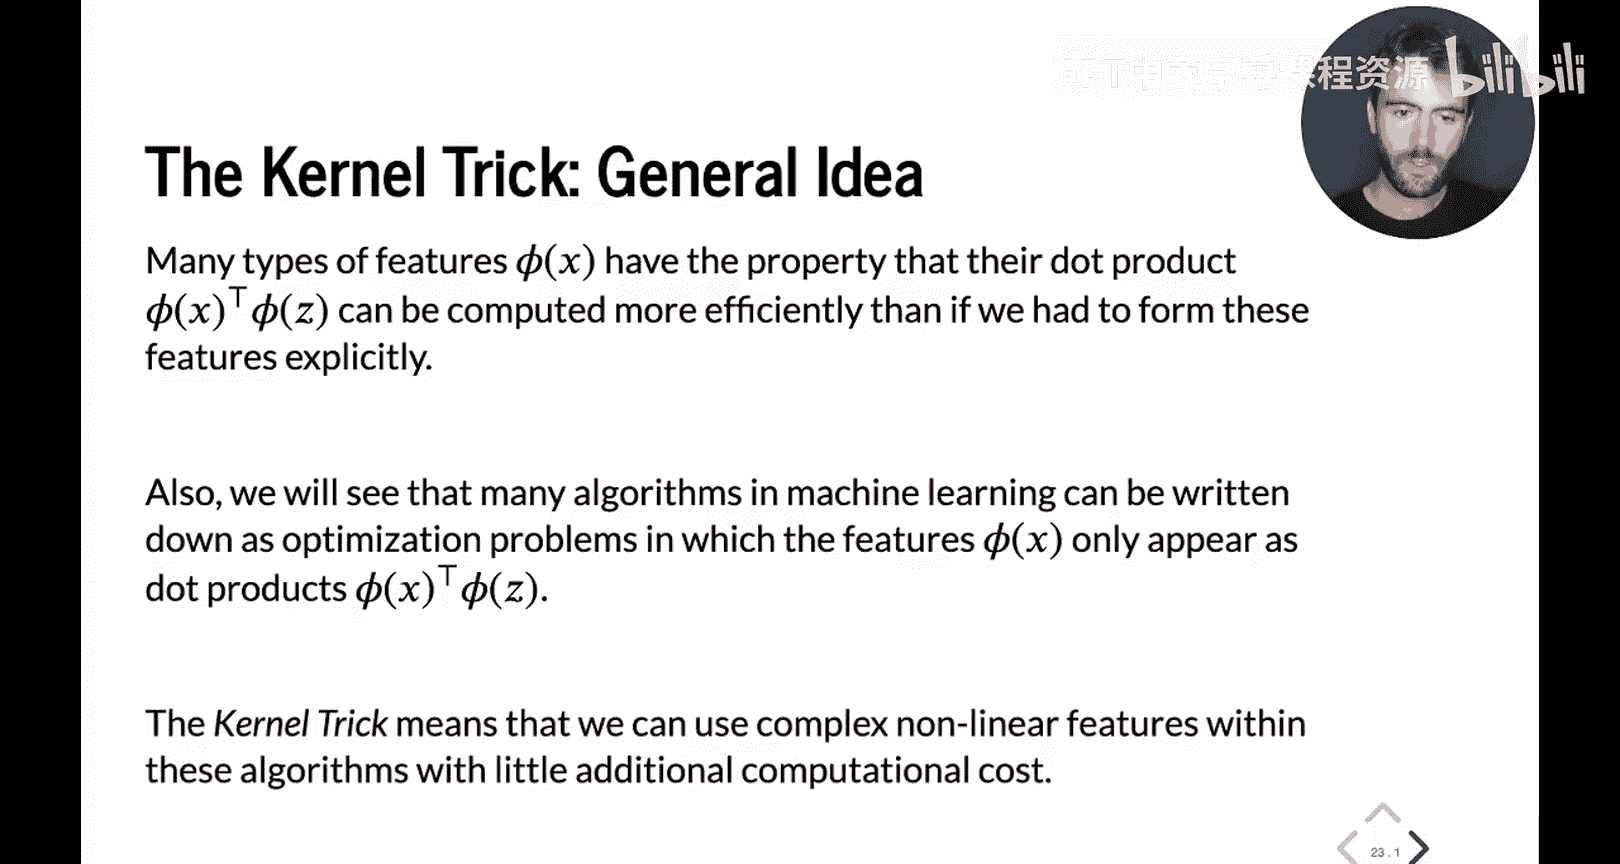 课程资源 bilibili
The Kernel Trick: General Idea
Many types of features ϕ(x) have the property that their dot product
ϕ(x)⊤ϕ(z) can be computed more efficiently than if we had to form these
features explicitly.
Also, we will see that many algorithms in machine learning can be written
down as optimization problems in which the features ϕ(x) only appear as
dot products ϕ(x)⊤ϕ(z).
The Kernel Trick means that we can use complex non-linear features within
these algorithms with little additional computational cost.
23.1